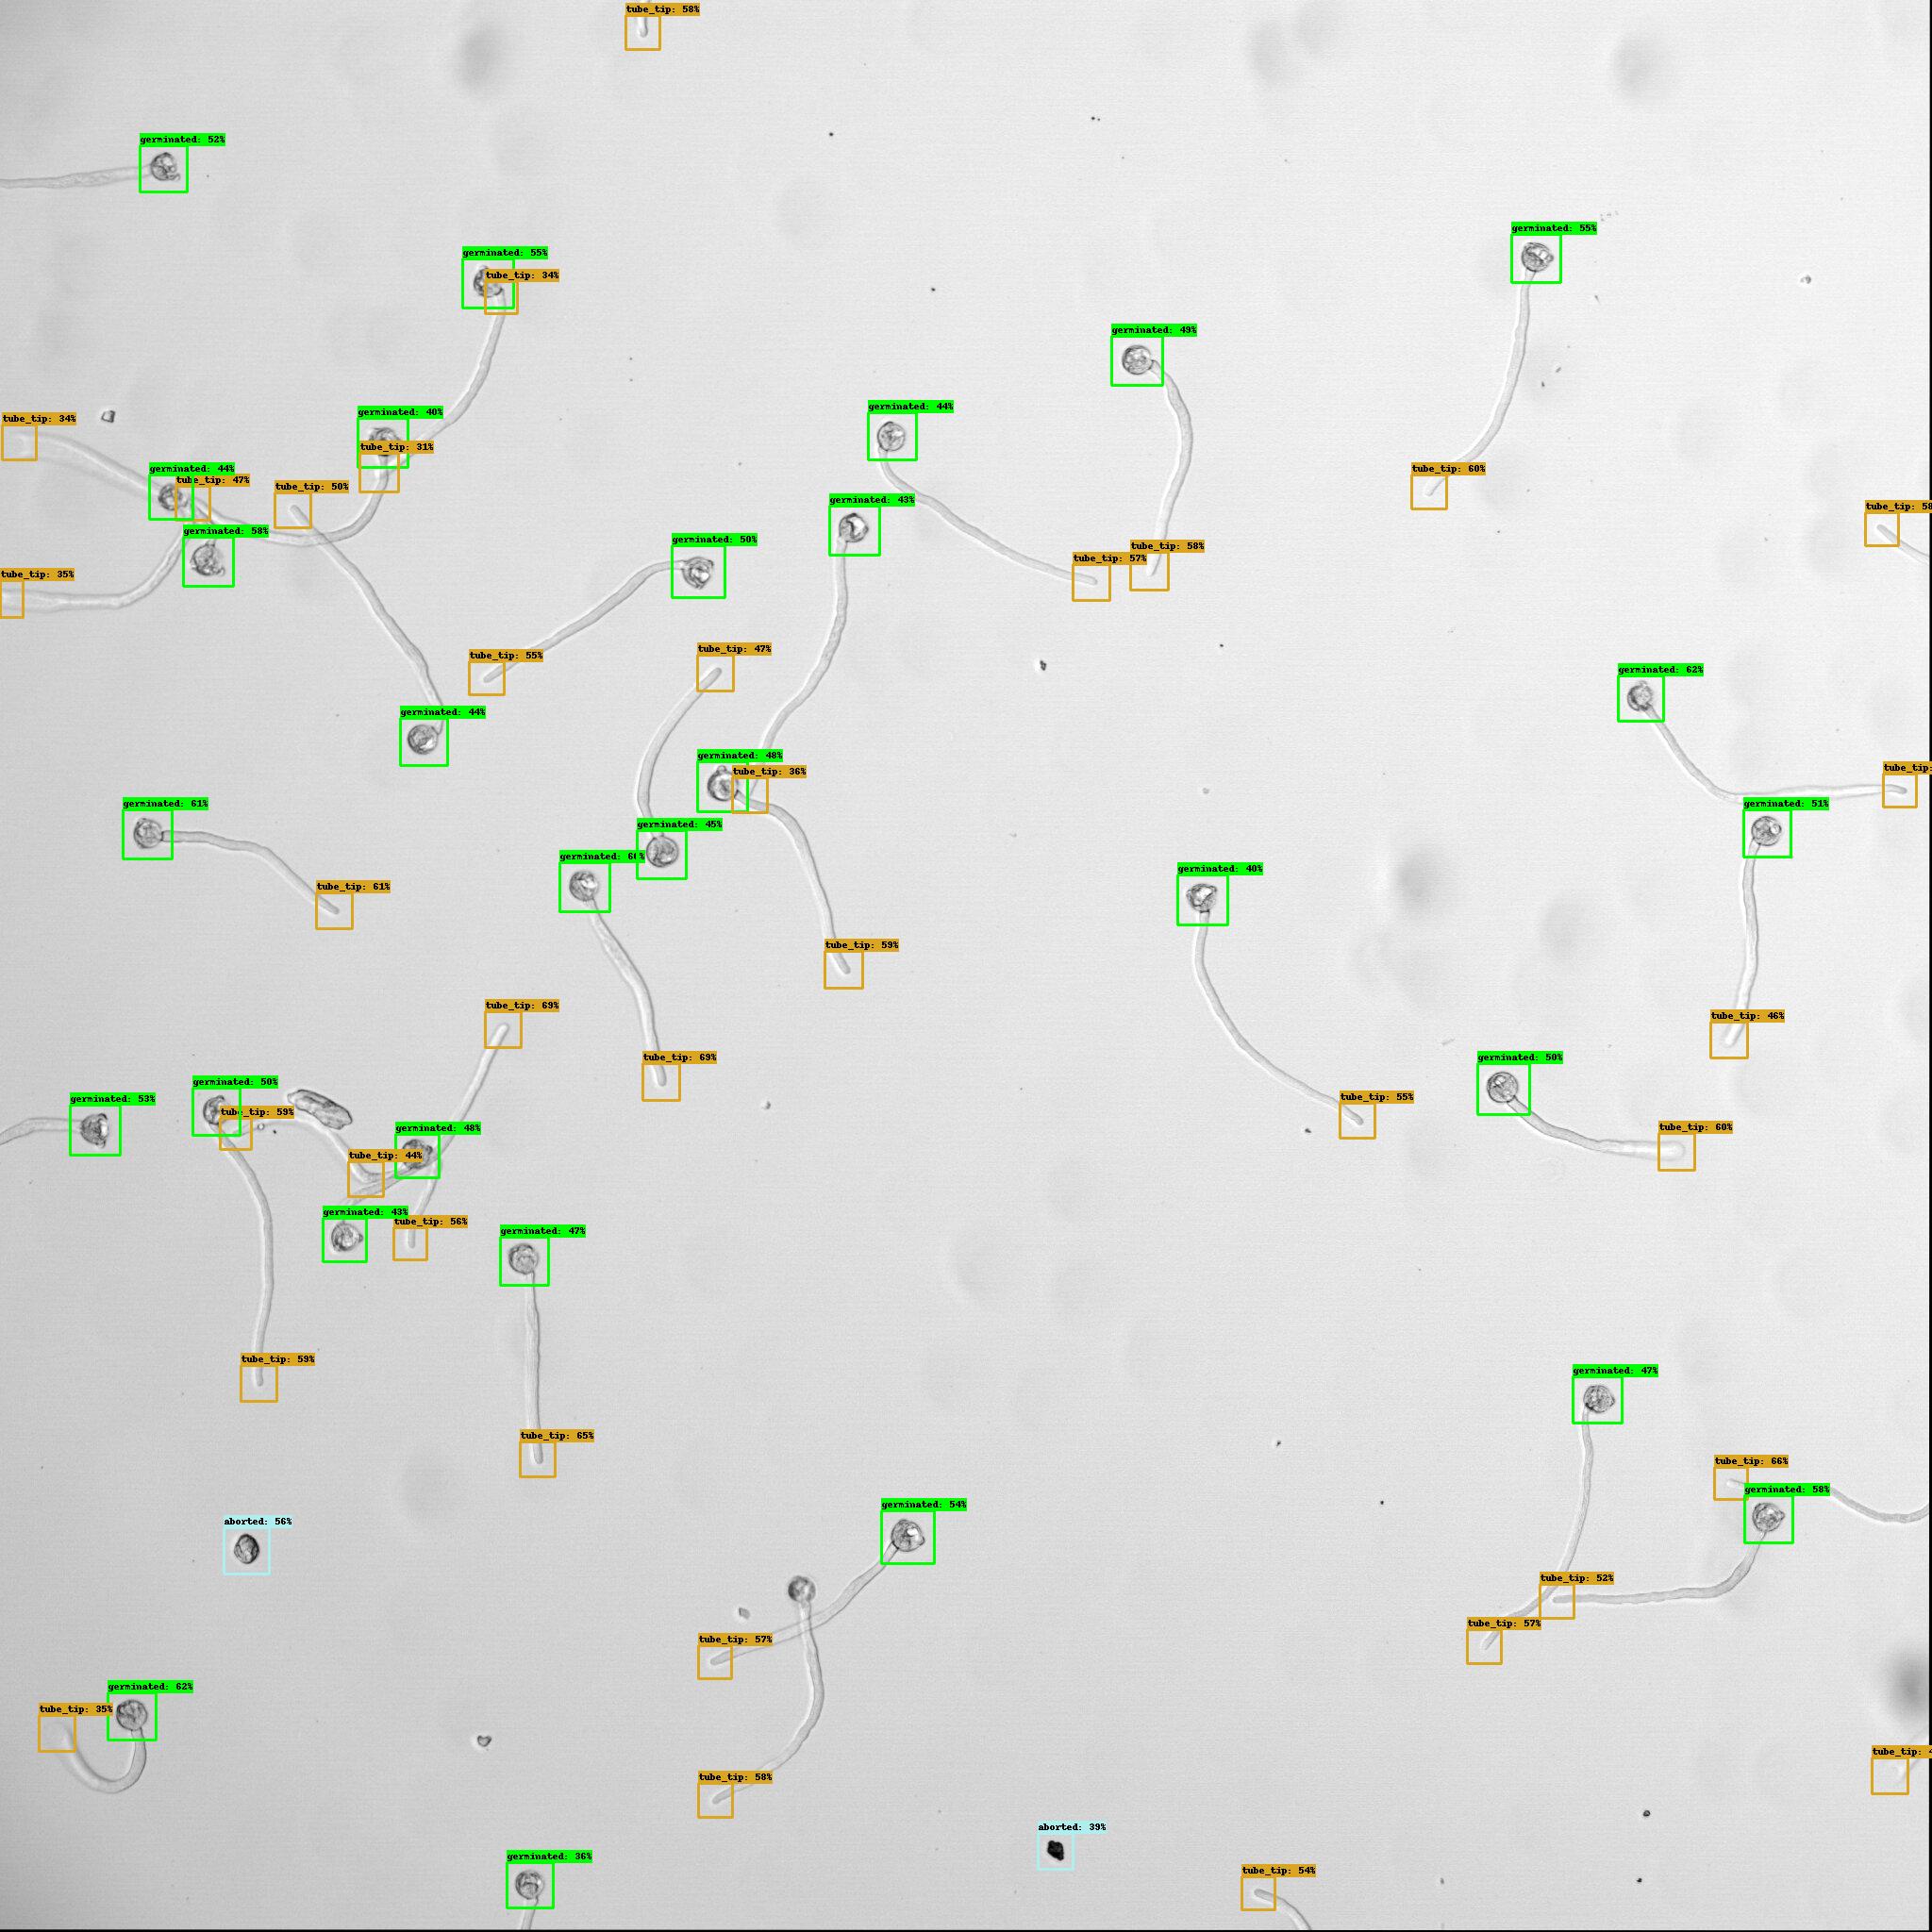 tube_tip: 58%
germinated: 52%
germinated: 55%
germinated: 55%
tube_tip: 34%
germinated: 49%
germinated: 44%
germinated: 40%
tube_tip: 34%
tube_tip: 31%
germinated: 44%
tube_tip: 60%
tube_tip: 47%
tube_tip: 50%
germinated: 43%
tube_tip: 58
germinated: 58%
germinated: 50%
tube_tip: 58%
tube_tip: 57%
tube_tip: 35%
tube_tip: 47%
tube_tip: 55%
germinated: 62%
germinated: 44%
germinated: 48%
tube_tip:
tube_tip: 36%
germinated: 61%
germinated: 51%
germinated: 45%
germinated: 6
germinated: 40%
tube_tip: 61%
tube_tip: 59%
tube_tip: 69%
tube_tip: 46%
tube_tip: 69%
germinated: 50%
germinated: 50%
germinated: 53%
tube_tip: 55%
tube_tip: 59%
germinated: 48%
tube_tip: 60%
tube_tip: 44%
germinated: 43%
tube_tip: 56%
germinated: 47%
tube_tip: 59%
germinated: 47%
tube_tip: 65%
tube_tip: 66%
germinated: 58%
germinated: 54%
aborted: 56%
tube_tip: 52%
tube_tip: 57%
tube_tip: 57%
germinated: 62%
tube_tip: 35%
tube_tip:
tube_tip: 58%
aborted: 39%
germinated: 36%
tube_tip: 54%